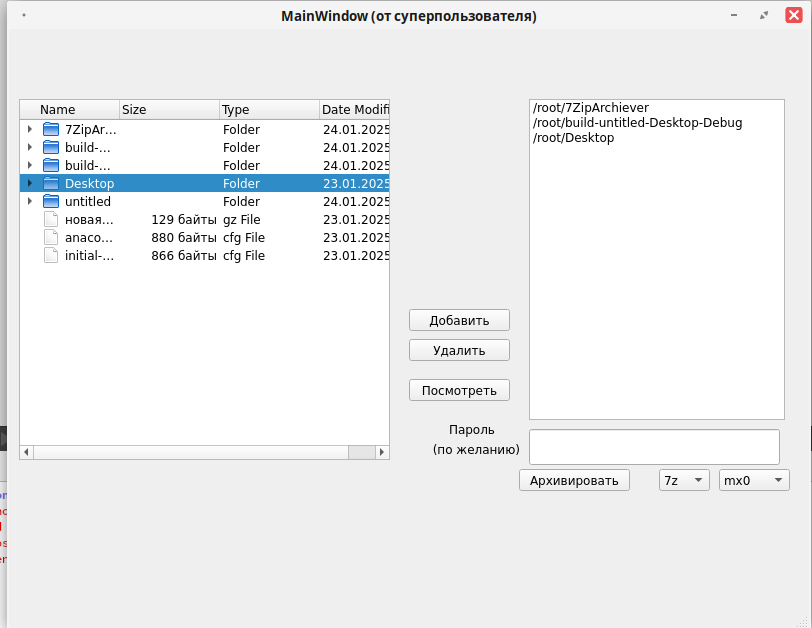 MainWindow (от суперпользователя)
Name Size Type Date Modifi
7ZipAr... Folder 24.01.2025
build-... Folder 24.01.2025
build-... Folder 24.01.2025
Desktop Folder 23.01.2025
untitled Folder 24.01.2025
новая... 129 байты gz File 23.01.2025
anaco... 880 байты cfg File 23.01.2025
initial-... 866 байты cfg File 23.01.2025
Добавить
Удалить
Посмотреть
/root/7ZipArchiever
/root/build-untitled-Desktop-Debug
/root/Desktop
Пароль
(по желанию)
Архивировать 7z mx0